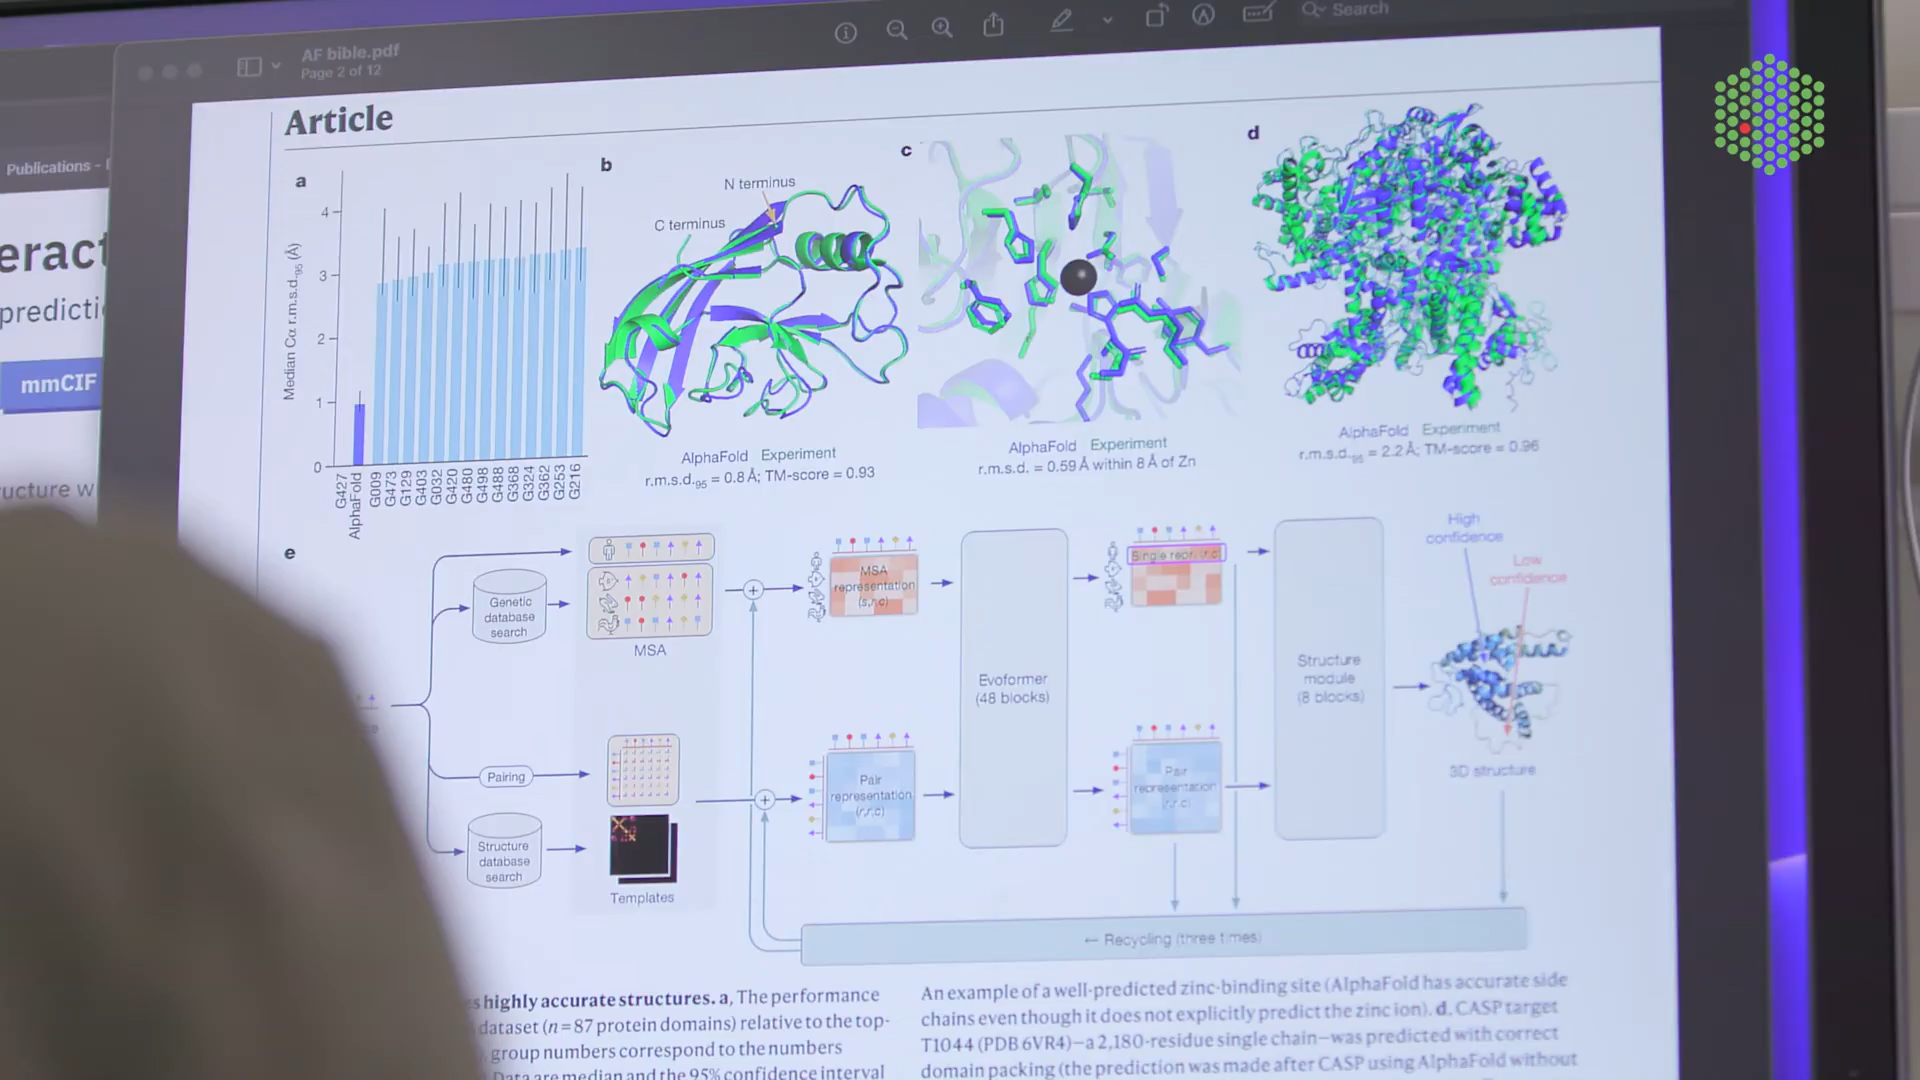 AF bible.pdf
Page 2 of 12
Search
Publications -
eract
mmCIF
ructure w
Article
a
Median Cα r.m.s.d.95 (Å)
4
3
2
1
0
G427
AlphaFold
G009
G473
G129
G403
G032
G420
G480
G498
G488
G368
G324
G362
G253
G216
b
N terminus
C terminus
AlphaFold Experiment
r.m.s.d.95 = 0.8 Å; TM-score = 0.93
c
AlphaFold Experiment
r.m.s.d. = 0.59 Å within 8 Å of Zn
d
AlphaFold Experiment
r.m.s.d.95 = 2.2 Å; TM-score = 0.96
e
Genetic
database
search
MSA
Pairing
Structure
database
search
Templates
MSA
representation
(s,r,c)
Pair
representation
(r,r,c)
Evoformer
(48 blocks)
Single repr. (r,c)
Pair
representation
(r,r,c)
Structure
module
(8 blocks)
High
confidence
Low
confidence
3D structure
← Recycling (three times)
s highly accurate structures. a, The performance
dataset (n = 87 protein domains) relative to the top-
group numbers correspond to the numbers
Data are median and the 95% confidence interval
An example of a well-predicted zinc-binding site (AlphaFold has accurate side
chains even though it does not explicitly predict the zinc ion). d, CASP target
T1044 (PDB 6VR4)—a 2,180-residue single chain—was predicted with correct
domain packing (the prediction was made after CASP using AlphaFold without